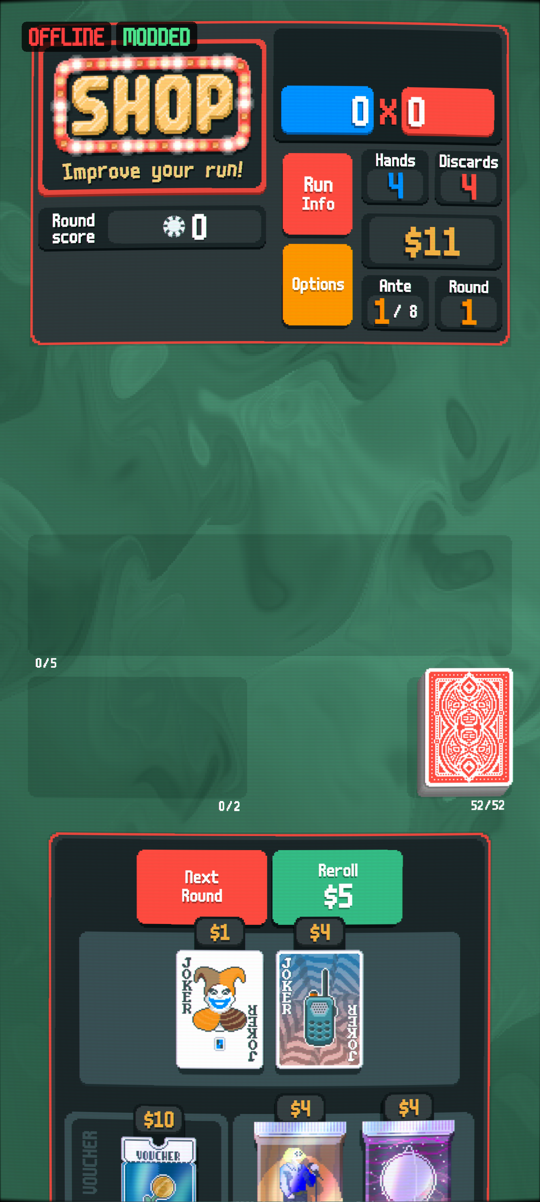 OFFLINE MODDED
SHOP
Improve your run!
Round
score
0
0 X 0
Run
Info
Options
Hands
4
Discards
4
$11
Ante
1 / 8
Round
1
0/5
0/2
52/52
Next
Round
Reroll
$5
$1
JOKER
JOKER
$4
JOKER
JOKER
$10
VOUCHER
VOUCHER
$4
$4